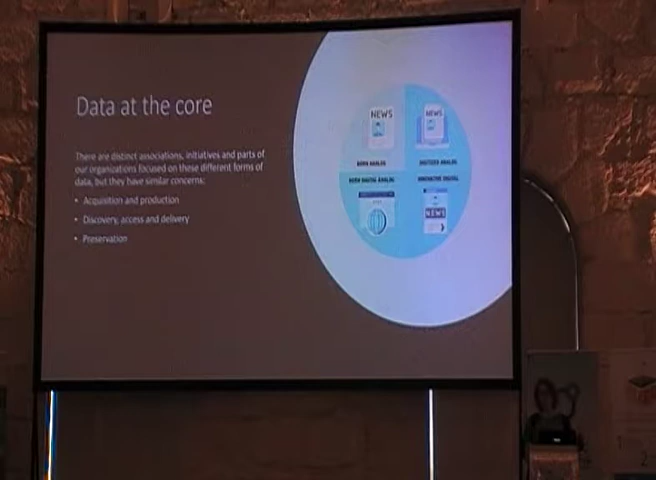 Data at the core
There are distinct associations, initiatives and parts of
our organizations focused on these different forms of
data, but they have similar concerns:
• Acquisition and production
• Discovery, access and delivery
• Preservation
NEWS
NEWS
BORN ANALOG
DIGITIZED ANALOG
BORN DIGITAL ANALOG
INNOVATIVE DIGITAL
NEWS